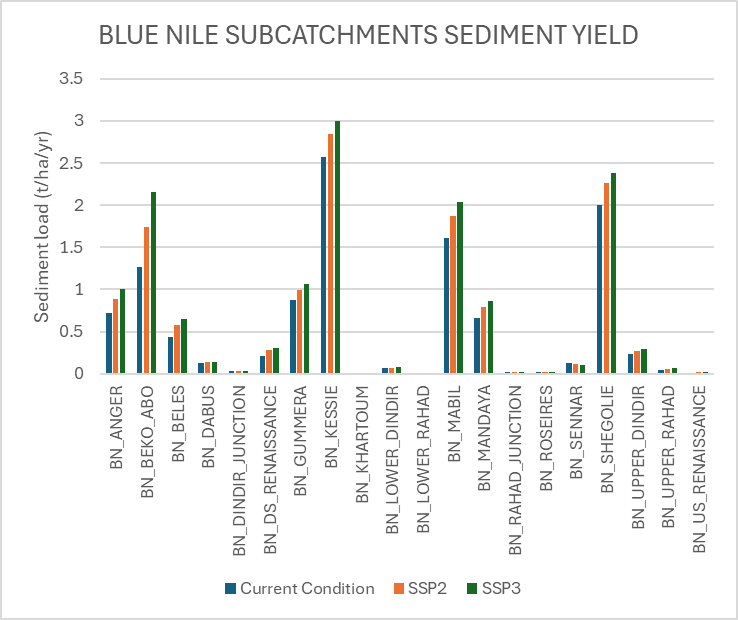 BLUE NILE SUBCATCHMENTS SEDIMENT YIELD
Sediment load (t/ha/yr)
3.5
3
2.5
2
1.5
1
0.5
0
BN_ANGER
BN_BEKO_ABO
BN_BELES
BN_DABUS
BN_DINDIR_JUNCTION
BN_DS_RENAISSANCE
BN_GUMMERA
BN_KESSIE
BN_KHARTOUM
BN_LOWER_DINDIR
BN_LOWER_RAHAD
BN_MABIL
BN_MANDAYA
BN_RAHAD_JUNCTION
BN_ROSEIRES
BN_SENNAR
BN_SHEGOLIE
BN_UPPER_DINDIR
BN_UPPER_RAHAD
BN_US_RENAISSANCE
Current Condition SSP2 SSP3